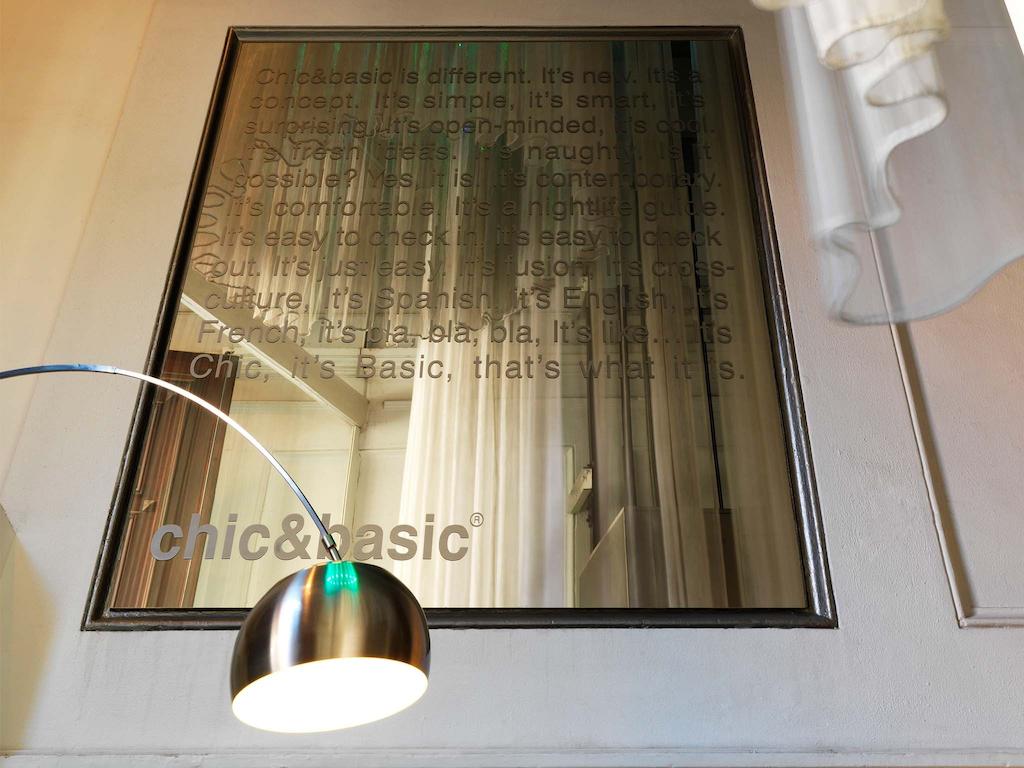 Chic&basic is different. It's new. It's a
concept. It's simple, it's smart, it's
surprising, it's open-minded, it's cool.
It's fresh ideas. It's naughty. Is it
possible? Yes, it is. It's contemporary.
It's comfortable. It's a nightlife guide.
It's easy to check in. It's easy to check
out. It's just easy. It's fusion, it's cross-
culture, it's Spanish, it's English, it's
French, it's bla, bla, bla, It's like... It's
Chic, it's Basic, that's what it is.
chic&basic®